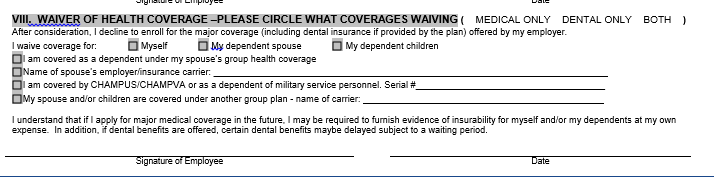 Signature of Employee Date
VIII. WAIVER OF HEALTH COVERAGE –PLEASE CIRCLE WHAT COVERAGES WAIVING ( MEDICAL ONLY DENTAL ONLY BOTH )
After consideration, I decline to enroll for the major coverage (including dental insurance if provided by the plan) offered by my employer.
I waive coverage for: Myself My dependent spouse My dependent children
I am covered as a dependent under my spouse's group health coverage
Name of spouse's employer/insurance carrier:
I am covered by CHAMPUS/CHAMPVA or as a dependent of military service personnel. Serial #
My spouse and/or children are covered under another group plan - name of carrier:
I understand that if I apply for major medical coverage in the future, I may be required to furnish evidence of insurability for myself and/or my dependents at my own
expense. In addition, if dental benefits are offered, certain dental benefits maybe delayed subject to a waiting period.
Signature of Employee Date